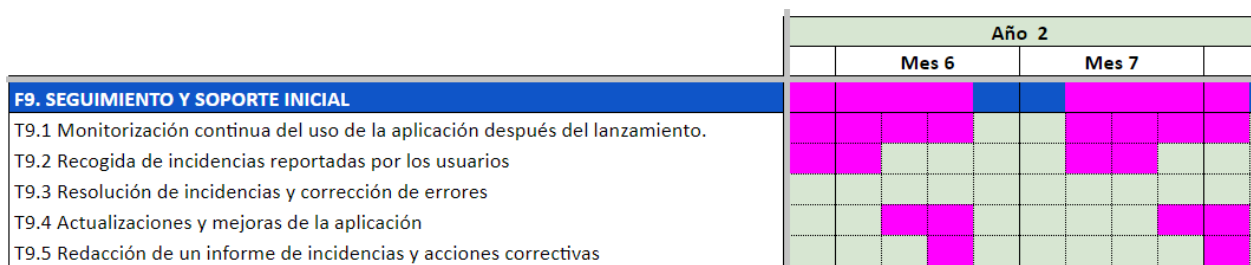 Año 2
Mes 6 Mes 7
F9. SEGUIMIENTO Y SOPORTE INICIAL
T9.1 Monitorización continua del uso de la aplicación después del lanzamiento.
T9.2 Recogida de incidencias reportadas por los usuarios
T9.3 Resolución de incidencias y corrección de errores
T9.4 Actualizaciones y mejoras de la aplicación
T9.5 Redacción de un informe de incidencias y acciones correctivas